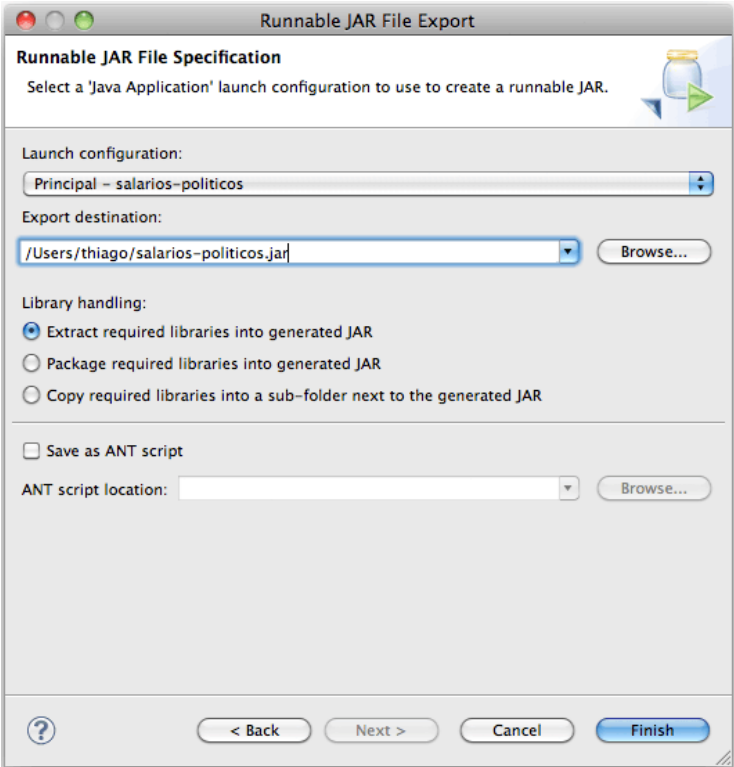 Runnable JAR File Export
Runnable JAR File Specification
Select a 'Java Application' launch configuration to use to create a runnable JAR.
Launch configuration:
Principal – salarios-politicos
Export destination:
/Users/thiago/salarios-politicos.jar
Browse...
Library handling:
Extract required libraries into generated JAR
Package required libraries into generated JAR
Copy required libraries into a sub-folder next to the generated JAR
Save as ANT script
ANT script location:
Browse...
?
< Back
Next >
Cancel
Finish